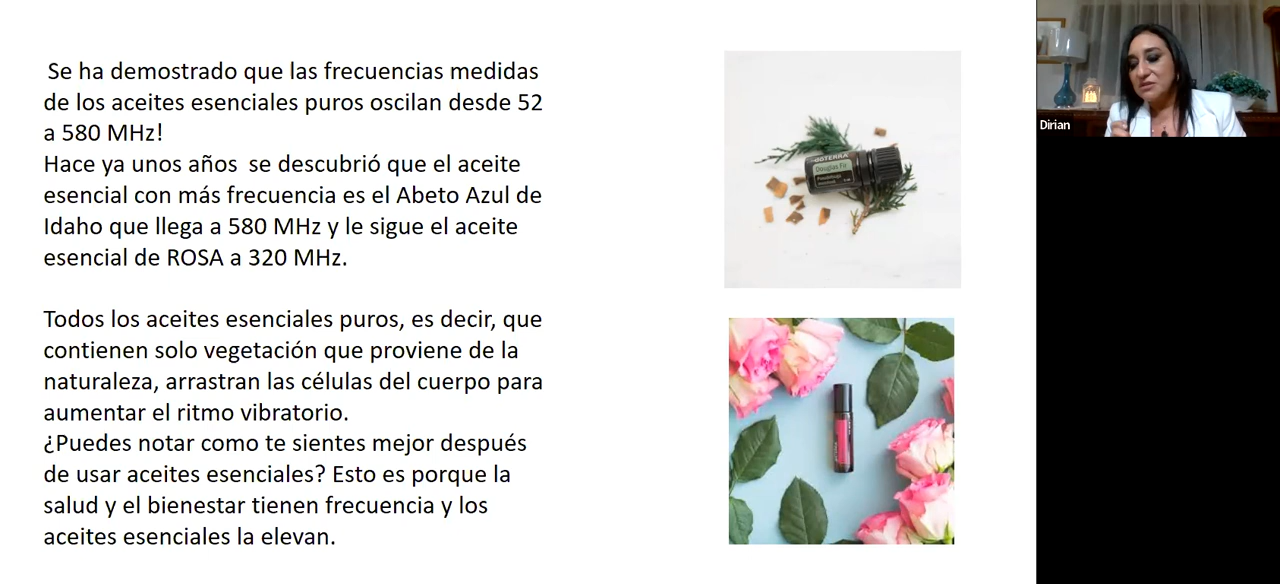 Se ha demostrado que las frecuencias medidas
de los aceites esenciales puros oscilan desde 52
a 580 MHz!
Hace ya unos años se descubrió que el aceite
esencial con más frecuencia es el Abeto Azul de
Idaho que llega a 580 MHz y le sigue el aceite
esencial de ROSA a 320 MHz.
Todos los aceites esenciales puros, es decir, que
contienen solo vegetación que proviene de la
naturaleza, arrastran las células del cuerpo para
aumentar el ritmo vibratorio.
¿Puedes notar como te sientes mejor después
de usar aceites esenciales? Esto es porque la
salud y el bienestar tienen frecuencia y los
aceites esenciales la elevan.
doTERRA
Douglas Fir
Dirian